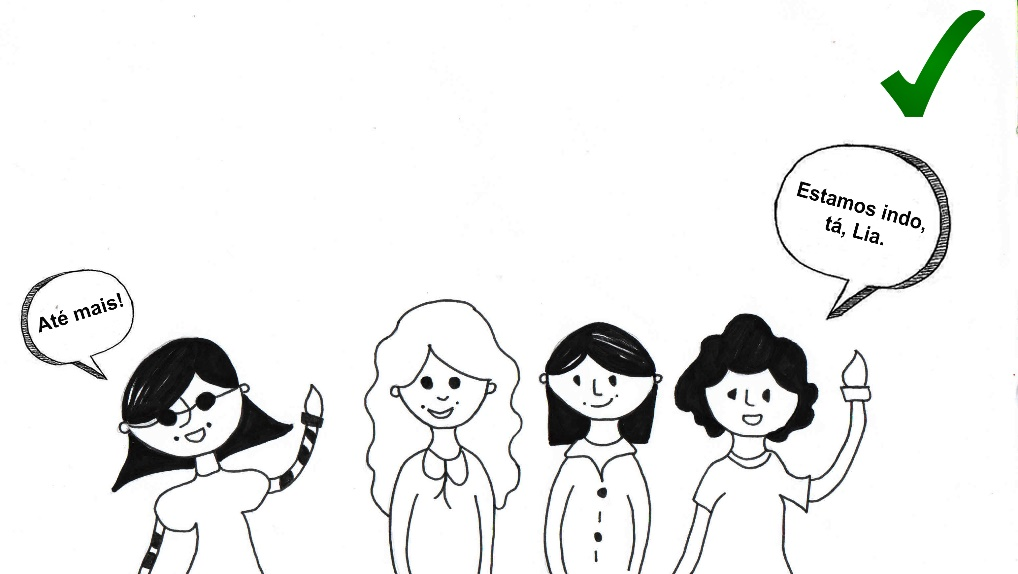 Até mais!
Estamos indo,
tá, Lia.